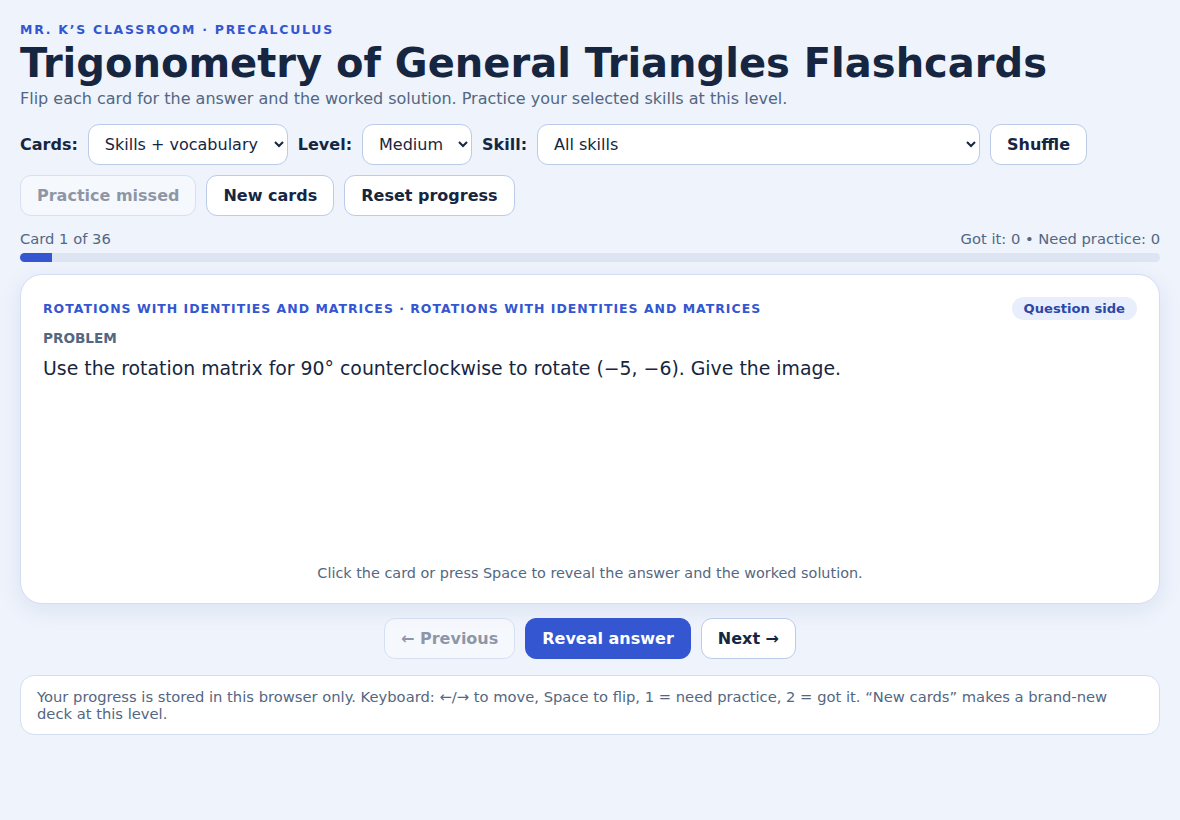 MR. K’S CLASSROOM · PRECALCULUS
Trigonometry of General Triangles Flashcards
Flip each card for the answer and the worked solution. Practice your selected skills at this level.
Cards: Skills + vocabulary Level: Medium Skill: All skills Shuffle
Practice missed New cards Reset progress
Card 1 of 36 Got it: 0 • Need practice: 0
ROTATIONS WITH IDENTITIES AND MATRICES · ROTATIONS WITH IDENTITIES AND MATRICES Question side
PROBLEM
Use the rotation matrix for 90° counterclockwise to rotate (−5, −6). Give the image.
Click the card or press Space to reveal the answer and the worked solution.
← Previous Reveal answer Next →
Your progress is stored in this browser only. Keyboard: ←/→ to move, Space to flip, 1 = need practice, 2 = got it. “New cards” makes a brand-new
deck at this level.